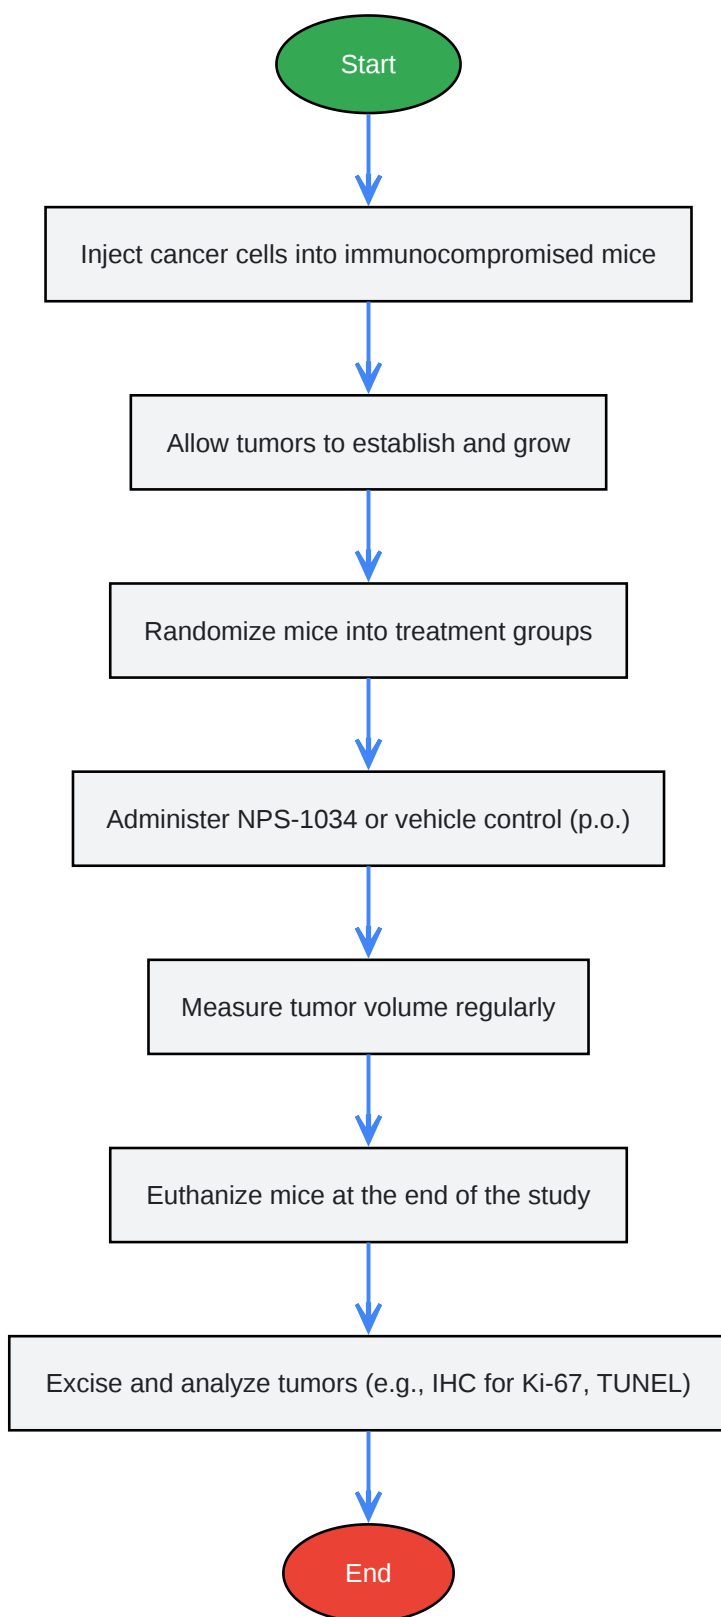 Start
Inject cancer cells into immunocompromised mice
Allow tumors to establish and grow
Randomize mice into treatment groups
Administer NPS-1034 or vehicle control (p.o.)
Measure tumor volume regularly
Euthanize mice at the end of the study
Excise and analyze tumors (e.g., IHC for Ki-67, TUNEL)
End